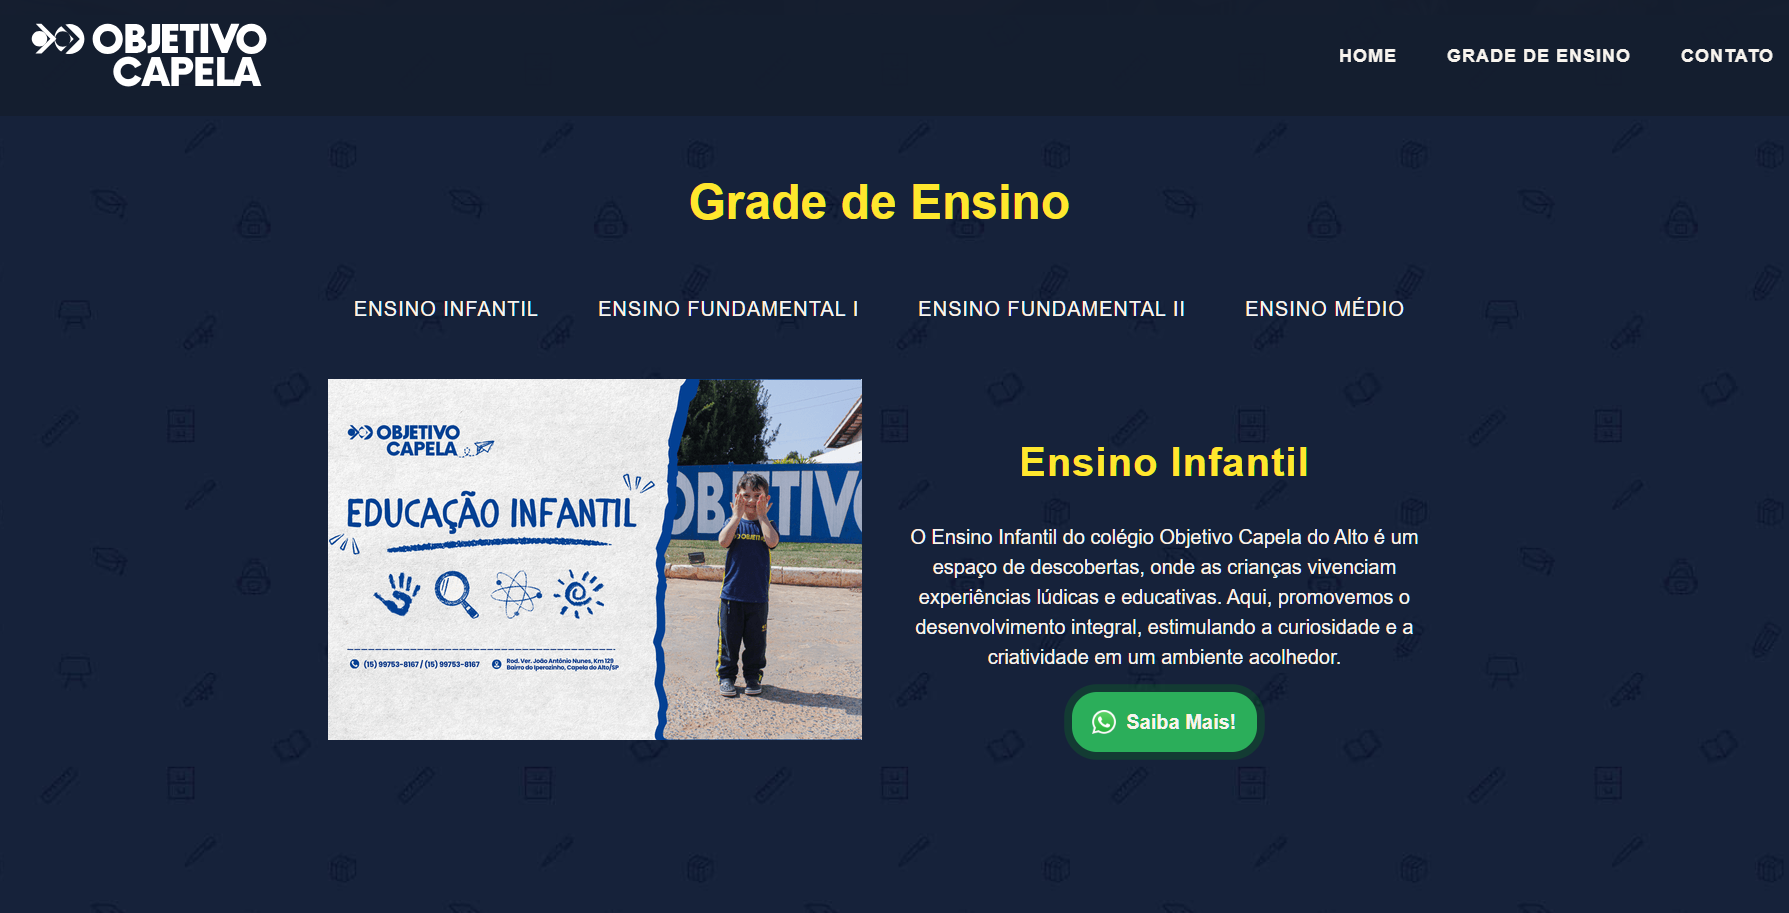 OBJETIVO
CAPELA
HOME
GRADE DE ENSINO
CONTATO
Grade de Ensino
ENSINO INFANTIL
ENSINO FUNDAMENTAL I
ENSINO FUNDAMENTAL II
ENSINO MÉDIO
OBJETIVO
CAPELA
EDUCAÇÃO INFANTIL
(15) 99753-8167 / (15) 99753-8167
Rod. Ver. João Antônio Nunes, Km 129
Bairro do Iperozinho, Capela do Alto/SP
OBJETIV
Ensino Infantil
O Ensino Infantil do colégio Objetivo Capela do Alto é um
espaço de descobertas, onde as crianças vivenciam
experiências lúdicas e educativas. Aqui, promovemos o
desenvolvimento integral, estimulando a curiosidade e a
criatividade em um ambiente acolhedor.
Saiba Mais!